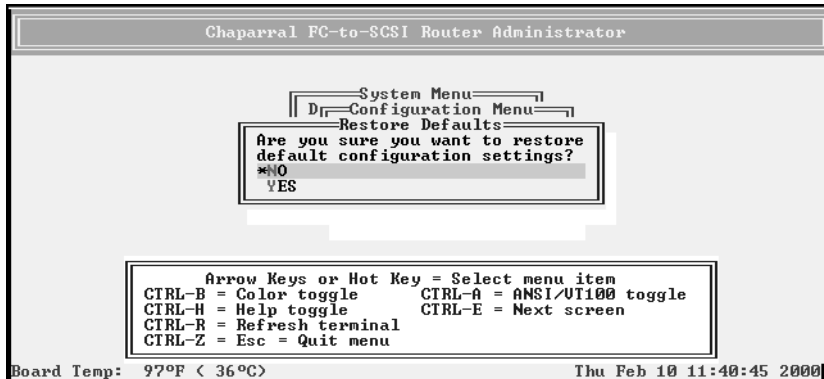 Chaparral FC-to-SCSI Router Administrator
System Menu
D Configuration Menu
Restore Defaults
Are you sure you want to restore
default configuration settings?
*NO
YES
Arrow Keys or Hot Key = Select menu item
CTRL-B = Color toggle CTRL-A = ANSI/VT100 toggle
CTRL-H = Help toggle CTRL-E = Next screen
CTRL-R = Refresh terminal
CTRL-Z = Esc = Quit menu
Board Temp: 97ºF ( 36ºC) Thu Feb 10 11:40:45 2000